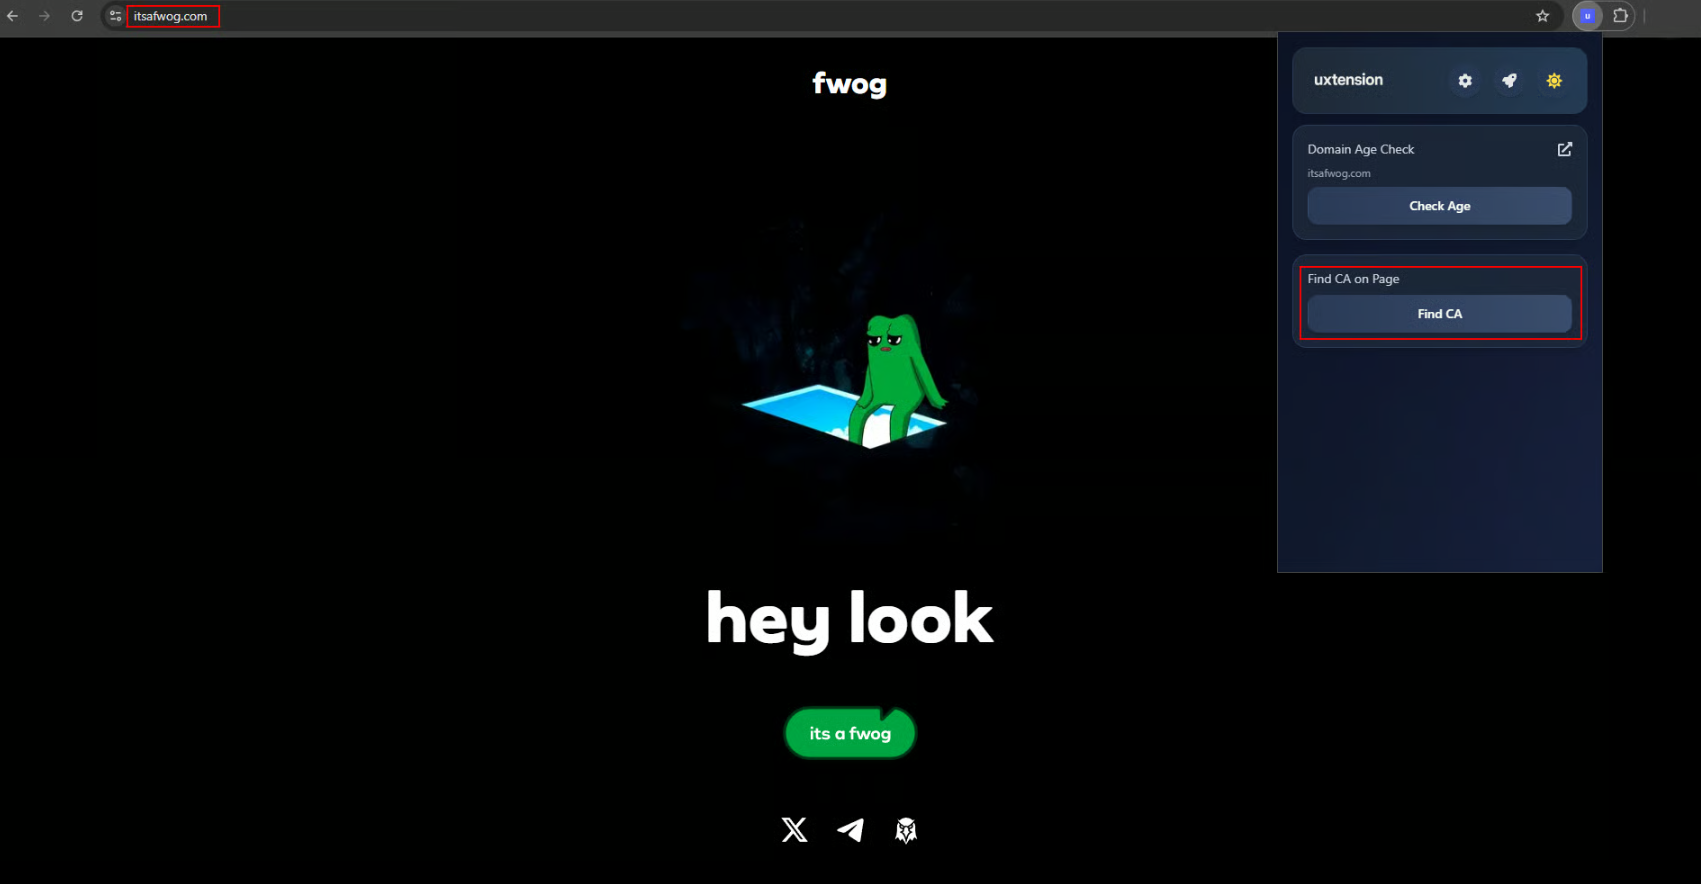 itsafwog.com
u
fwog
uxtension
Domain Age Check
itsafwog.com
Check Age
Find CA on Page
Find CA
hey look
its a fwog